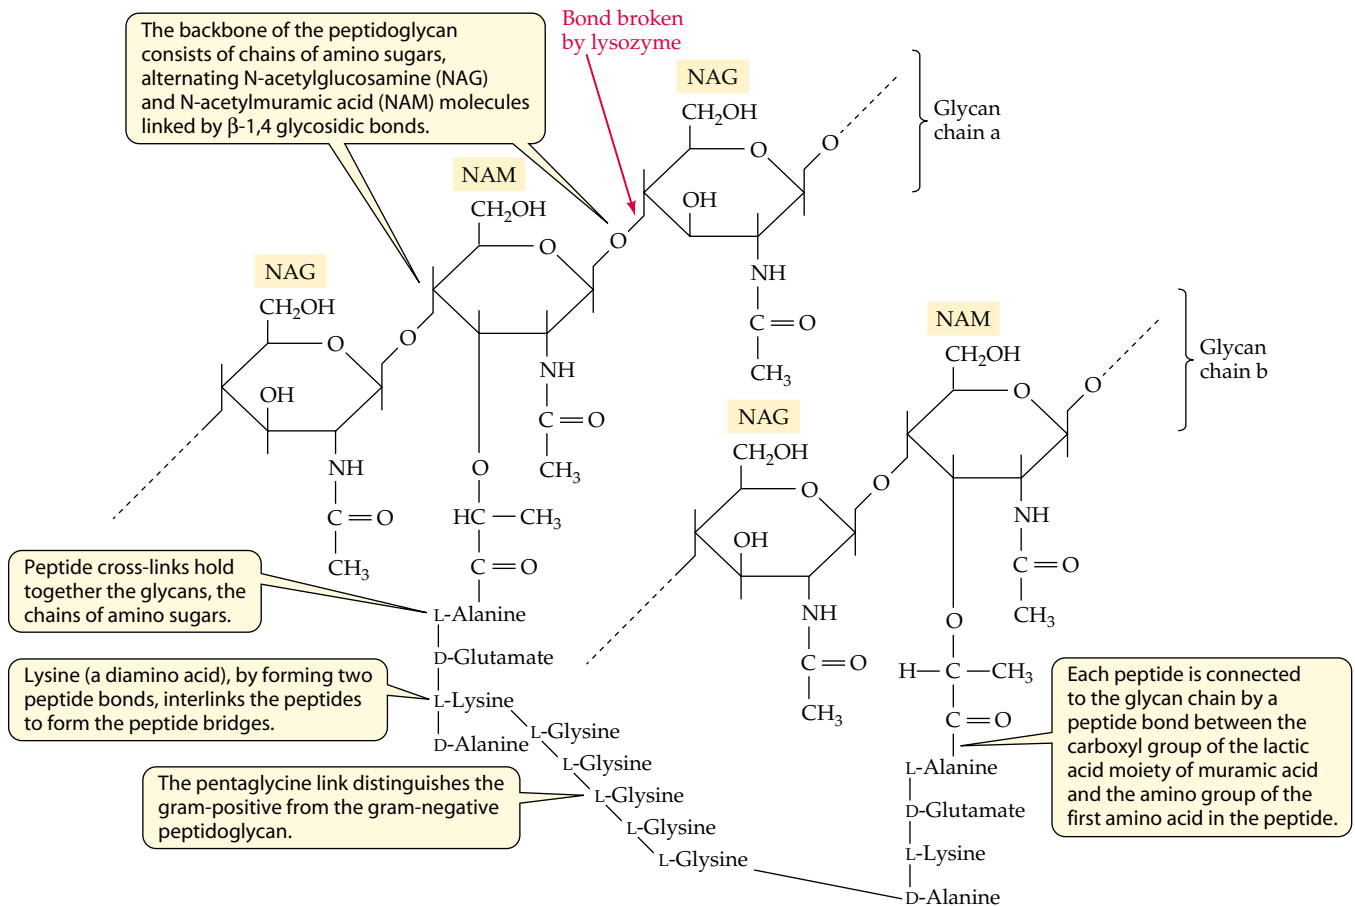 The backbone of the peptidoglycan
consists of chains of amino sugars,
alternating N-acetylglucosamine (NAG)
and N-acetylmuramic acid (NAM) molecules
linked by β-1,4 glycosidic bonds.
Bond broken
by lysozyme
NAG
CH₂OH
O
O
OH
NH
C=O
CH₃
Glycan
chain a
NAM
CH₂OH
O
O
NH
C=O
CH₃
O
HC—CH₃
C=O
NAG
CH₂OH
O
O
OH
NH
C=O
CH₃
NAM
CH₂OH
O
O
NH
C=O
CH₃
O
H—C—CH₃
C=O
Glycan
chain b
NAG
CH₂OH
O
O
OH
NH
C=O
CH₃
Peptide cross-links hold
together the glycans, the
chains of amino sugars.
L-Alanine
D-Glutamate
L-Lysine
D-Alanine
Lysine (a diamino acid), by forming two
peptide bonds, interlinks the peptides
to form the peptide bridges.
L-Glycine
L-Glycine
L-Glycine
L-Glycine
L-Glycine
The pentaglycine link distinguishes the
gram-positive from the gram-negative
peptidoglycan.
L-Alanine
D-Glutamate
L-Lysine
D-Alanine
Each peptide is connected
to the glycan chain by a
peptide bond between the
carboxyl group of the lactic
acid moiety of muramic acid
and the amino group of the
first amino acid in the peptide.